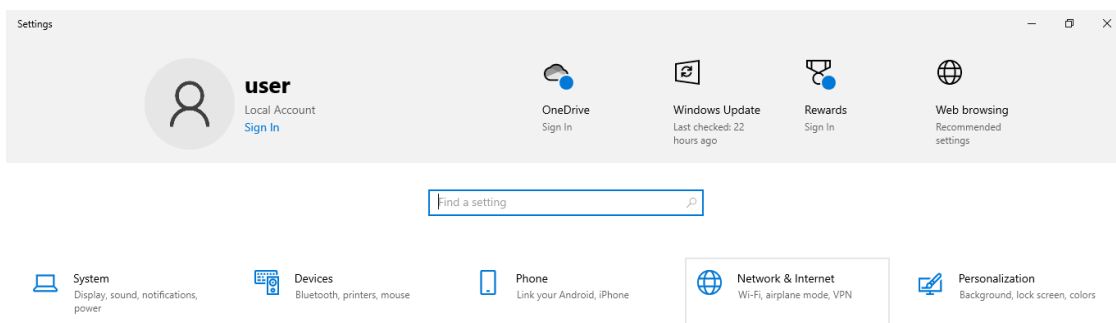 Settings
user
Local Account
Sign In
OneDrive
Sign In
Windows Update
Last checked: 22
hours ago
Rewards
Sign In
Web browsing
Recommended
settings
Find a setting
System
Display, sound, notifications,
power
Devices
Bluetooth, printers, mouse
Phone
Link your Android, iPhone
Network & Internet
Wi-Fi, airplane mode, VPN
Personalization
Background, lock screen, colors